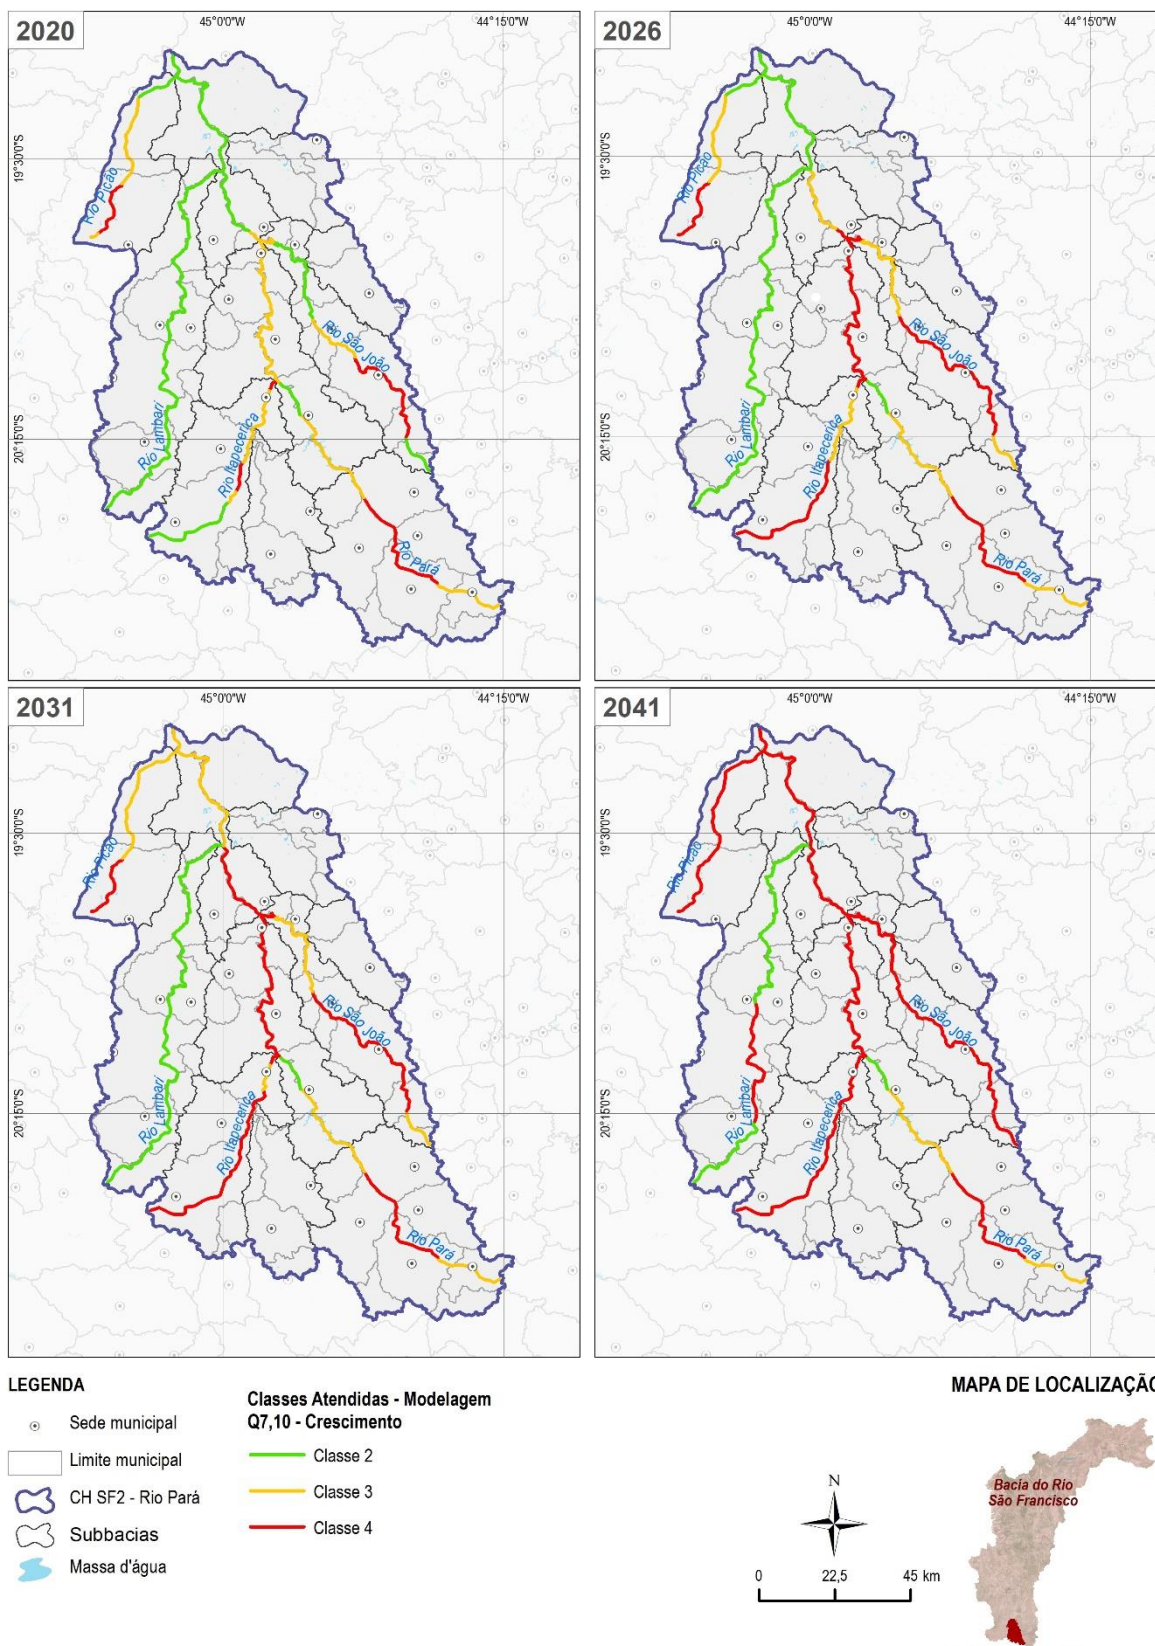 2020
45°0'0"W
44°15'0"W
19°30'0"S
20°15'0"S
Rio Picão
Rio São João
Rio Lambari
Rio Itapecerica
Rio Pará
2026
45°0'0"W
44°15'0"W
19°30'0"S
20°15'0"S
Rio Picão
Rio São João
Rio Lambari
Rio Itapecerica
Rio Pará
2031
45°0'0"W
44°15'0"W
19°30'0"S
20°15'0"S
Rio Picão
Rio São João
Rio Lambari
Rio Itapecerica
Rio Pará
2041
45°0'0"W
44°15'0"W
19°30'0"S
20°15'0"S
Rio Picão
Rio São João
Rio Lambari
Rio Itapecerica
Rio Pará
LEGENDA
Sede municipal
Limite municipal
CH SF2 - Rio Pará
Subbacias
Massa d'água
Classes Atendidas - Modelagem
Q7,10 - Crescimento
Classe 2
Classe 3
Classe 4
N
0 22,5 45 km
MAPA DE LOCALIZAÇÃO
Bacia do Rio
São Francisco